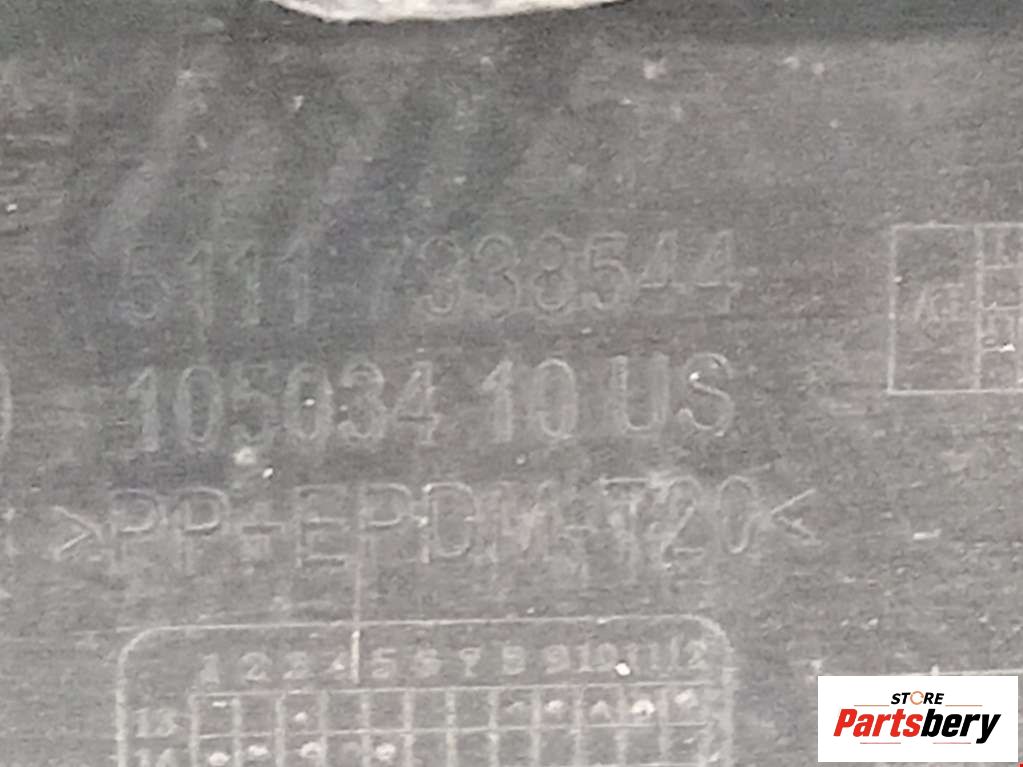 5111-7338544
105034 10 US
>PP+EPDM-T20<
1 2 3 4 5 6 7 8 9 10 11 12
15
STORE
Partsbery